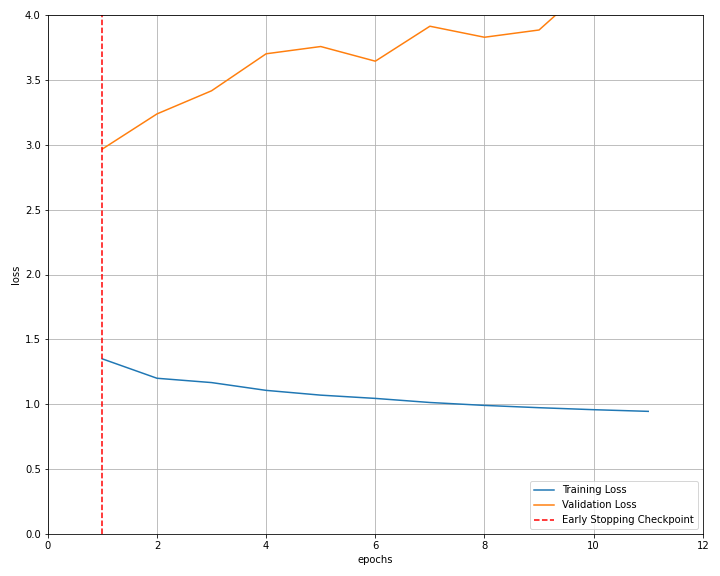 4.0
3.5
3.0
2.5
2.0
1.5
1.0
0.5
0.0
loss
0 2 4 6 8 10 12
epochs
Training Loss
Validation Loss
Early Stopping Checkpoint